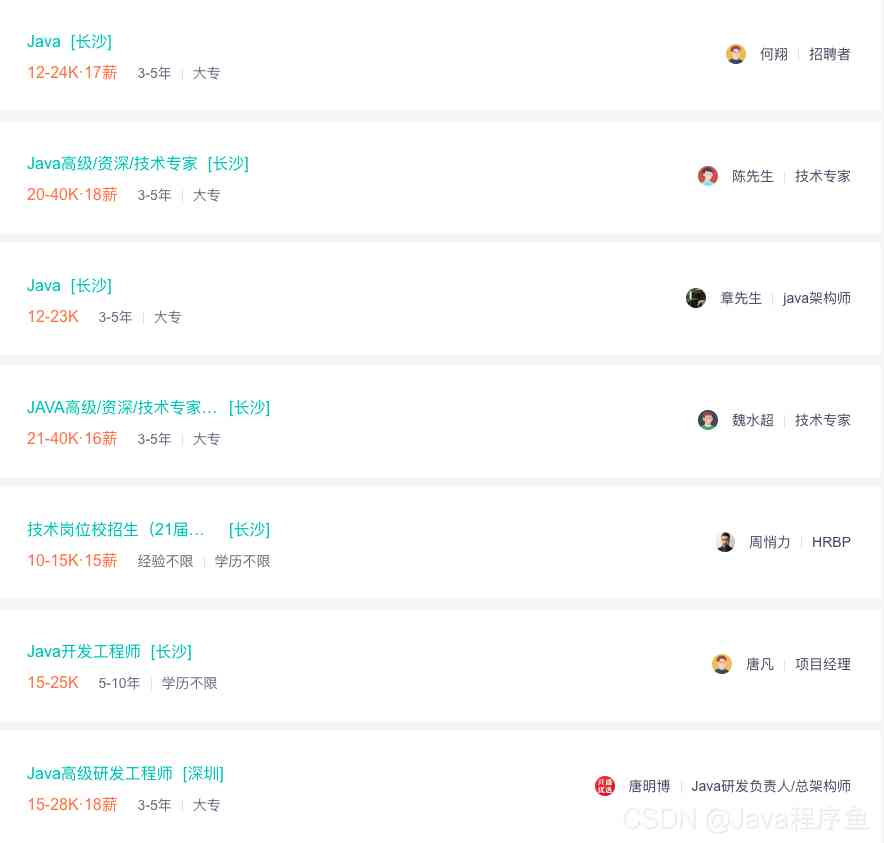 Java [长沙]
何翔 | 招聘者
12-24K·17薪 3-5年 | 大专
Java高级/资深/技术专家 [长沙]
陈先生 | 技术专家
20-40K·18薪 3-5年 | 大专
Java [长沙]
章先生 | java架构师
12-23K 3-5年 | 大专
JAVA高级/资深/技术专家... [长沙]
魏水超 | 技术专家
21-40K·16薪 3-5年 | 大专
技术岗位校招生（21届... [长沙]
周悄力 | HRBP
10-15K·15薪 经验不限 | 学历不限
Java开发工程师 [长沙]
唐凡 | 项目经理
15-25K 5-10年 | 学历不限
Java高级研发工程师 [深圳]
唐明博 | Java研发负责人/总架构师
15-28K·18薪 3-5年 | 大专
CSDN @Java程序鱼